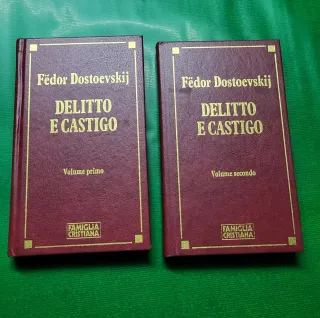 Fëdor Dostoevskij
DELITTO
E CASTIGO
Volume primo
FAMIGLIA
CRISTIANA
Fëdor Dostoevskij
DELITTO
E CASTIGO
Volume secondo
FAMIGLIA
CRISTIANA